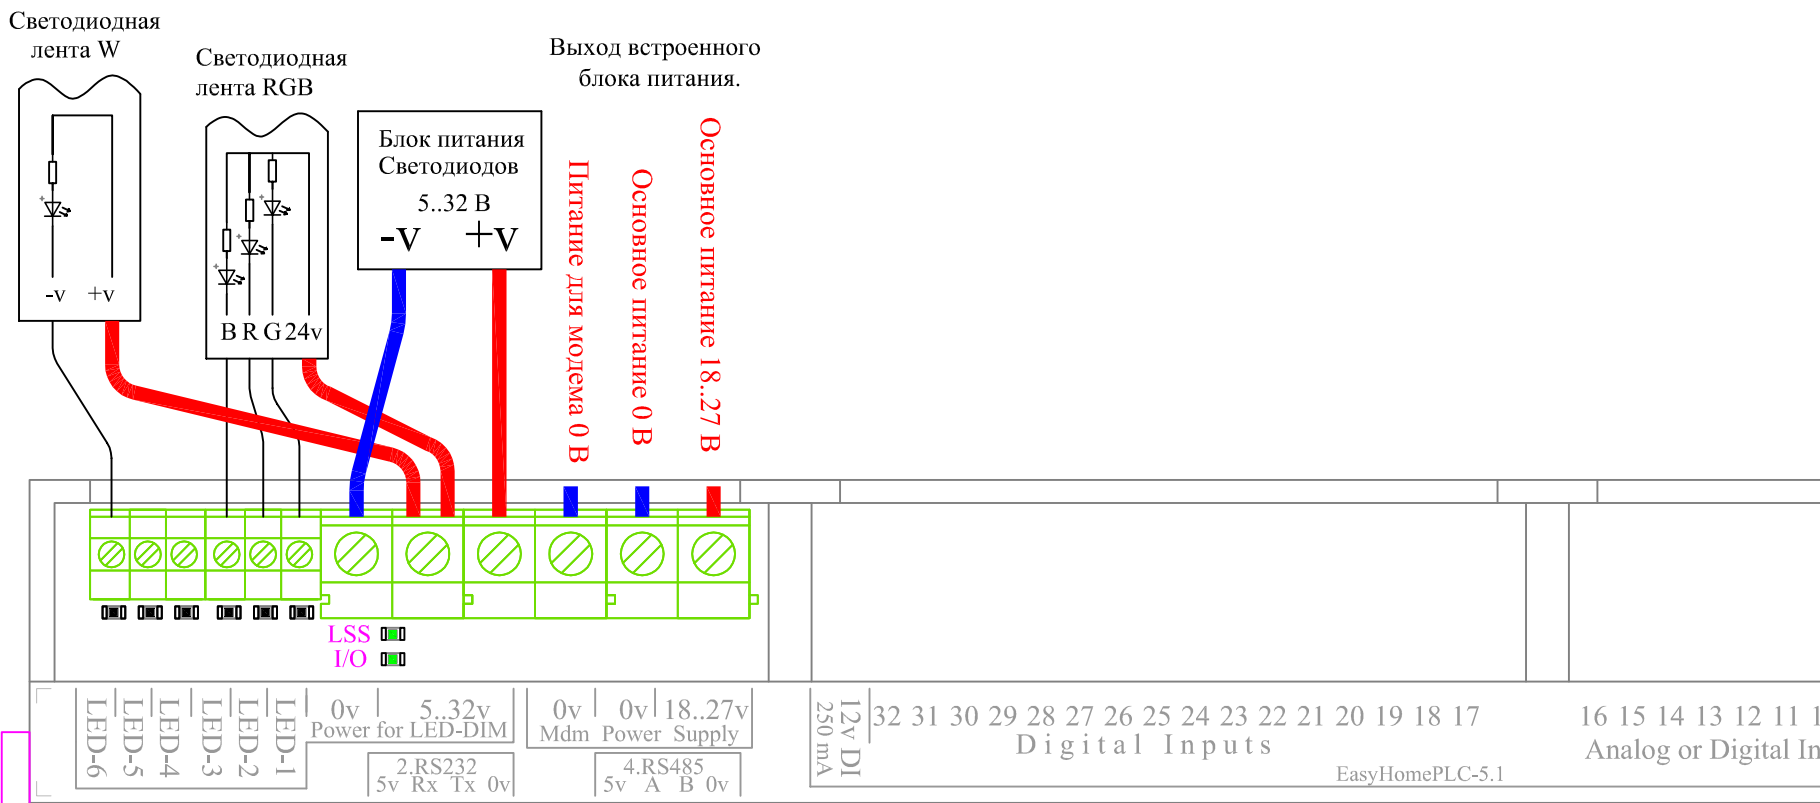 Светодиодная
лента W
Светодиодная
лента RGB
Выход встроенного
блока питания.
Блок питания
Светодиодов
5..32 В
-v +v
-v +v
B R G 24v
Питание для модема 0 В
Основное питание 0 В
Основное питание 18..27 В
LSS
I/O
LED-6
LED-5
LED-4
LED-3
LED-2
LED-1
0v 5..32v
Power for LED-DIM
0v 0v 18..27v
Mdm Power Supply
2.RS232
5v Rx Tx 0v
4.RS485
5v A B 0v
12v DI
250 mA
32 31 30 29 28 27 26 25 24 23 22 21 20 19 18 17
Digital Inputs
EasyHomePLC-5.1
16 15 14 13 12 11 1
Analog or Digital In